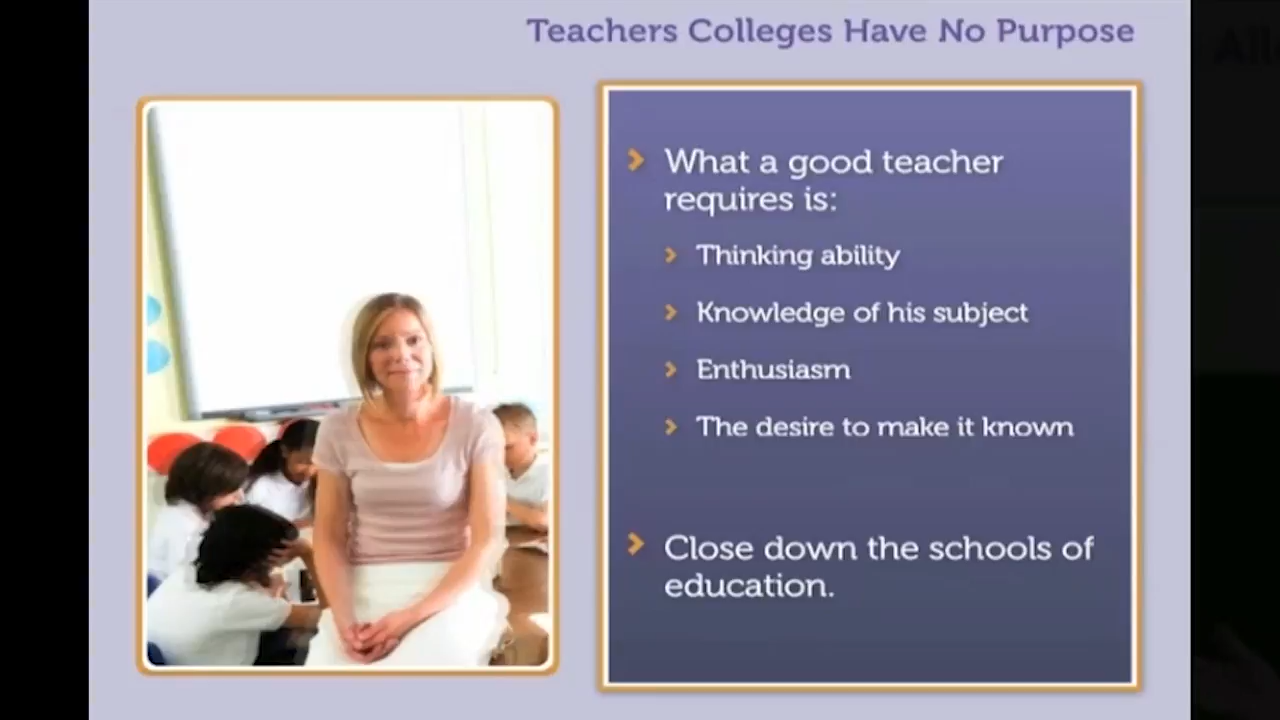 Teachers Colleges Have No Purpose
What a good teacher
requires is:
Thinking ability
Knowledge of his subject
Enthusiasm
The desire to make it known
Close down the schools of
education.